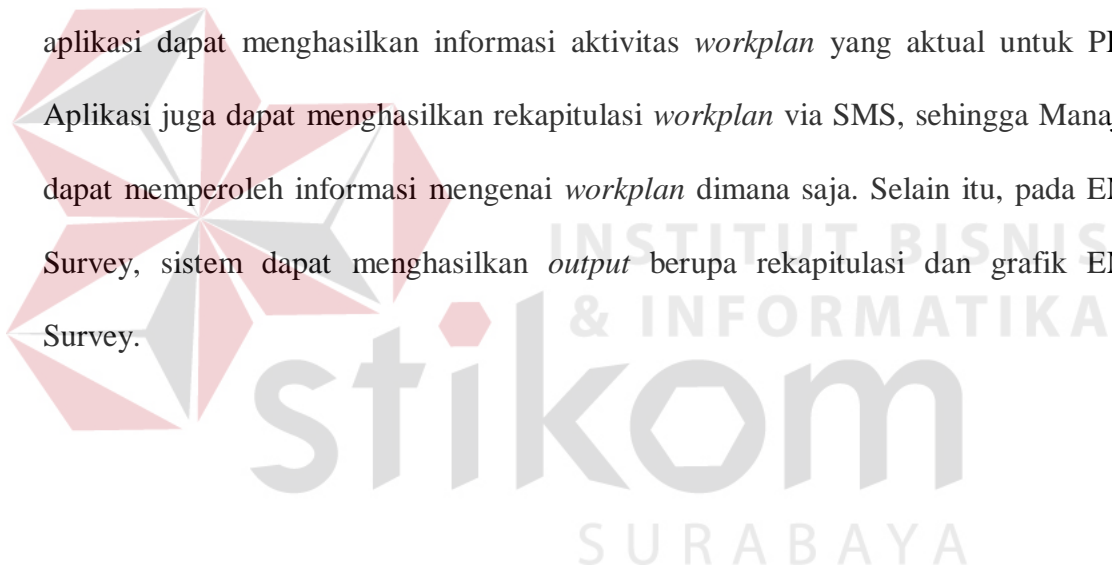 aplikasi dapat menghasilkan informasi aktivitas workplan yang aktual untuk
Aplikasi juga dapat menghasilkan rekapitulasi workplan via SMS, sehingga
dapat memperoleh informasi mengenai workplan dimana saja. Selain itu, pada
Survey, sistem dapat menghasilkan output berupa rekapitulasi dan grafik
Survey.
INSTITUT BISNIS
& INFORMATIKA
stikom
SURABAYA